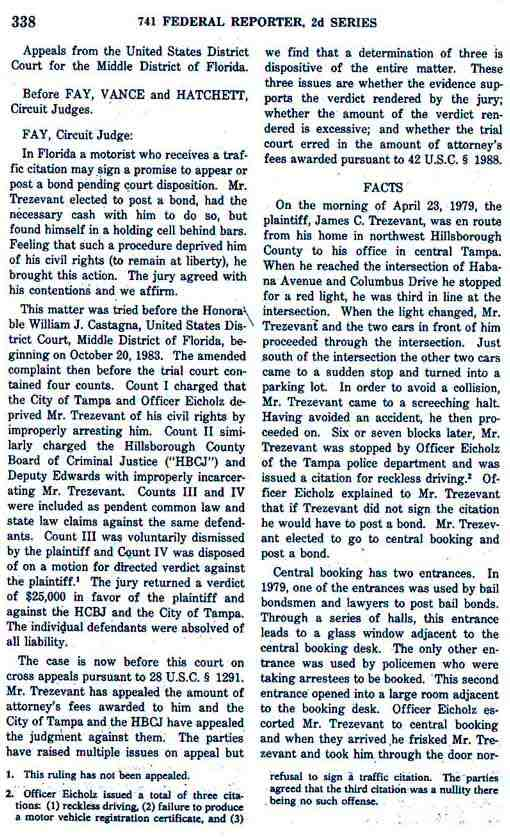 338
741 FEDERAL REPORTER, 2d SERIES
Appeals from the United States District
Court for the Middle District of Florida.
Before FAY, VANCE and HATCHETT,
Circuit Judges.
FAY, Circuit Judge:
In Florida a motorist who receives a traf-
fic citation may sign a promise to appear or
post a bond pending court disposition. Mr.
Trezevant elected to post a bond, had the
necessary cash with him to do so, but
found himself in a holding cell behind bars.
Feeling that such a procedure deprived him
of his civil rights (to remain at liberty), he
brought this action. The jury agreed with
his contentions and we affirm.
This matter was tried before the Honora-
ble William J. Castagna, United States Dis-
trict Court, Middle District of Florida, be-
ginning on October 20, 1983. The amended
complaint then before the trial court con-
tained four counts. Count I charged that
the City of Tampa and Officer Eicholz de-
prived Mr. Trezevant of his civil rights by
improperly arresting him. Count II simi-
larly charged the Hillsborough County
Board of Criminal Justice ("HBCJ") and
Deputy Edwards with improperly incarcer-
ating Mr. Trezevant. Counts III and IV
were included as pendent common law and
state law claims against the same defend-
ants. Count III was voluntarily dismissed
by the plaintiff and Count IV was disposed
of on a motion for directed verdict against
the plaintiff.¹ The jury returned a verdict
of $25,000 in favor of the plaintiff and
against the HCBJ and the City of Tampa.
The individual defendants were absolved of
all liability.
The case is now before this court on
cross appeals pursuant to 28 U.S.C. § 1291.
Mr. Trezevant has appealed the amount of
attorney's fees awarded to him and the
City of Tampa and the HBCJ have appealed
the judgment against them. The parties
have raised multiple issues on appeal but
1. This ruling has not been appealed.
2. Officer Eicholz issued a total of three cita-
tions: (1) reckless driving, (2) failure to produce
a motor vehicle registration certificate, and (3)
we find that a determination of three is
dispositive of the entire matter. These
three issues are whether the evidence sup-
ports the verdict rendered by the jury;
whether the amount of the verdict ren-
dered is excessive; and whether the trial
court erred in the amount of attorney's
fees awarded pursuant to 42 U.S.C. § 1988.
FACTS
On the morning of April 23, 1979, the
plaintiff, James C. Trezevant, was en route
from his home in northwest Hillsborough
County to his office in central Tampa.
When he reached the intersection of Haba-
na Avenue and Columbus Drive he stopped
for a red light, he was third in line at the
intersection. When the light changed, Mr.
Trezevant and the two cars in front of him
proceeded through the intersection. Just
south of the intersection the other two cars
came to a sudden stop and turned into a
parking lot. In order to avoid a collision,
Mr. Trezevant came to a screeching halt.
Having avoided an accident, he then pro-
ceeded on. Six or seven blocks later, Mr.
Trezevant was stopped by Officer Eicholz
of the Tampa police department and was
issued a citation for reckless driving.² Of-
ficer Eicholz explained to Mr. Trezevant
that if Trezevant did not sign the citation
he would have to post a bond. Mr. Trezev-
ant elected to go to central booking and
post a bond.
Central booking has two entrances. In
1979, one of the entrances was used by bail
bondsmen and lawyers to post bail bonds.
Through a series of halls, this entrance
leads to a glass window adjacent to the
central booking desk. The only other en-
trance was used by policemen who were
taking arrestees to be booked. This second
entrance opened into a large room adjacent
to the booking desk. Officer Eicholz es-
corted Mr. Trezevant to central booking
and when they arrived he frisked Mr. Tre-
zevant and took him through the door nor-
refusal to sign a traffic citation. The parties
agreed that the third citation was a nullity there
being no such offense.